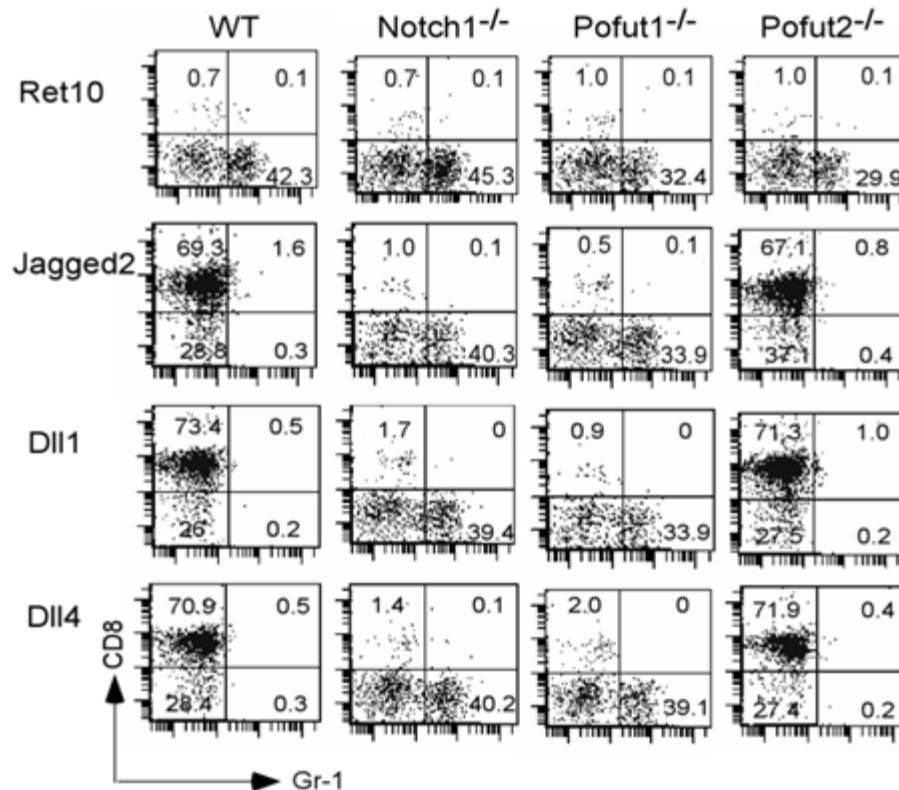 WT Notch1-/- Pofut1-/- Pofut2-/-
Ret10
0.7 0.1 0.7 0.1 1.0 0.1 1.0 0.1
42.3 45.3 32.4 29.9
Jagged2
69.3 1.6 1.0 0.1 0.5 0.1 67.1 0.8
28.8 0.3 40.3 33.9 37.1 0.4
Dll1
73.4 0.5 1.7 0 0.9 0 71.3 1.0
26 0.2 39.4 33.9 27.5 0.2
Dll4
70.9 0.5 1.4 0.1 2.0 0 71.9 0.4
28.4 0.3 40.2 39.1 27.4 0.2
CD8
Gr-1